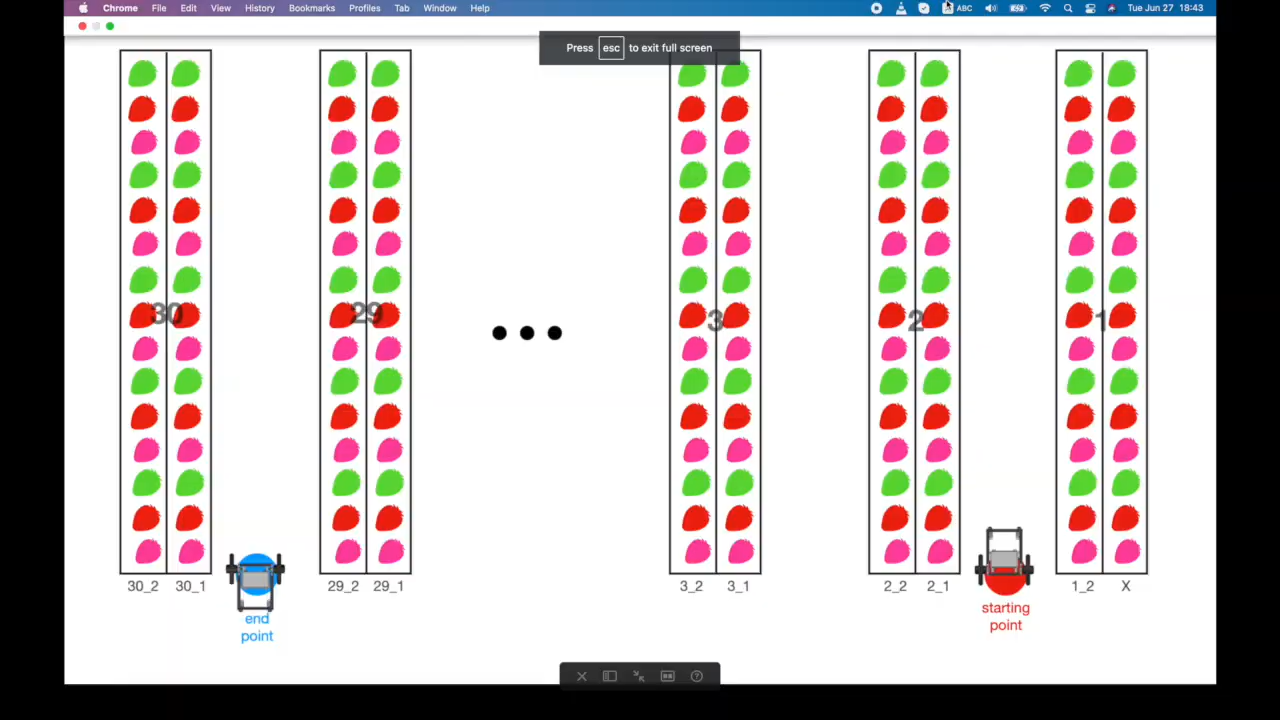 Chrome File Edit View History Bookmarks Profiles Tab Window Help ABC Tue Jun 27 18:43
Press esc to exit full screen
30 29 3 2 1
30_2 30_1 29_2 29_1 3_2 3_1 2_2 2_1 1_2 X
starting
point
end
point